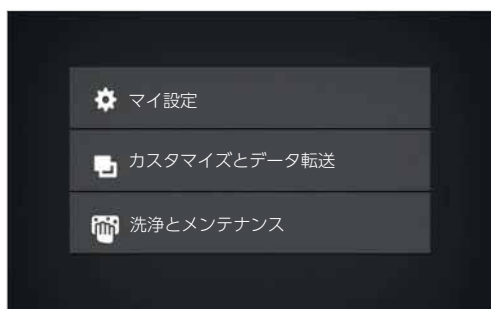 マイ設定
カスタマイズとデータ転送
洗浄とメンテナンス